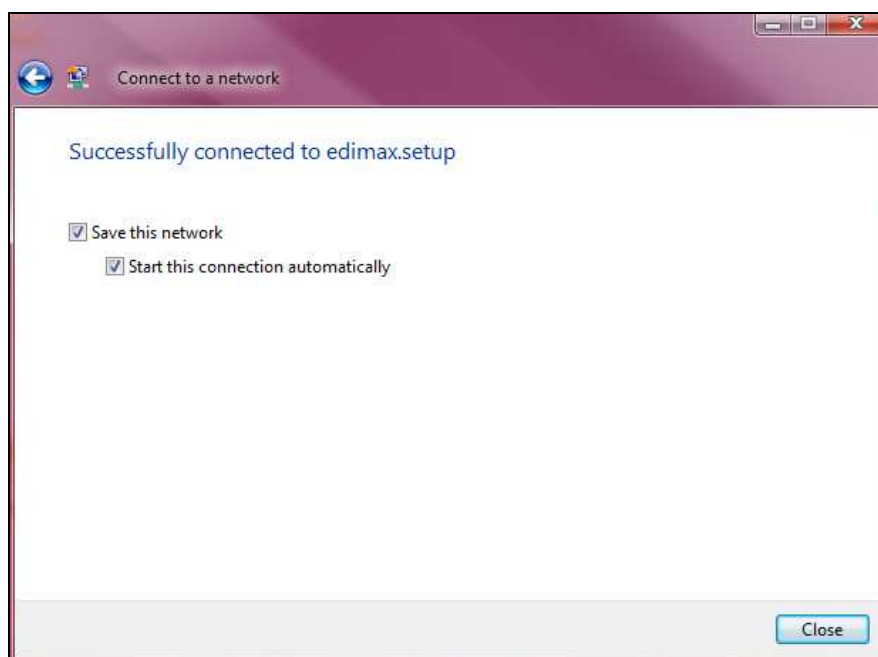 Connect to a network
Successfully connected to edimax.setup
Save this network
Start this connection automatically
Close